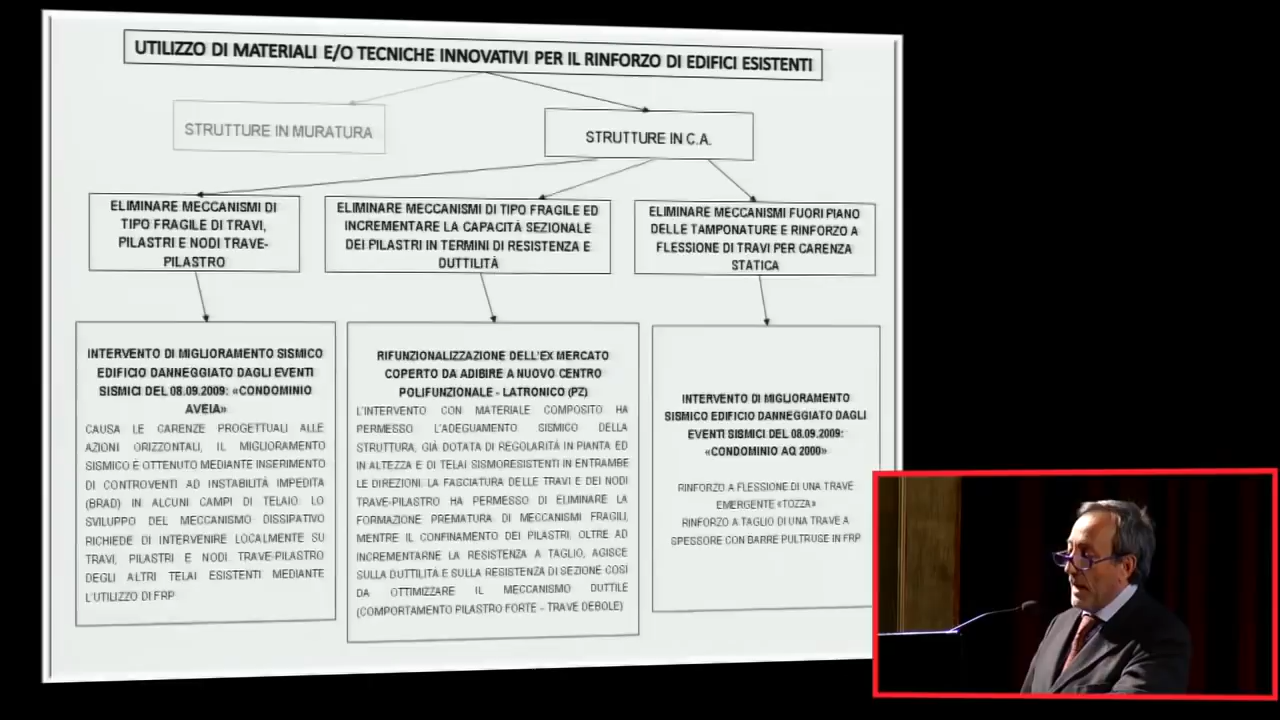 UTILIZZO DI MATERIALI E/O TECNICHE INNOVATIVI PER IL RINFORZO DI EDIFICI ESISTENTI
STRUTTURE IN MURATURA
STRUTTURE IN C.A.
ELIMINARE MECCANISMI DI
TIPO FRAGILE DI TRAVI,
PILASTRI E NODI TRAVE-
PILASTRO
ELIMINARE MECCANISMI DI TIPO FRAGILE ED
INCREMENTARE LA CAPACITÀ SEZIONALE
DEI PILASTRI IN TERMINI DI RESISTENZA E
DUTTILITÀ
ELIMINARE MECCANISMI FUORI PIANO
DELLE TAMPONATURE E RINFORZO A
FLESSIONE DI TRAVI PER CARENZA
STATICA
INTERVENTO DI MIGLIORAMENTO SISMICO
EDIFICIO DANNEGGIATO DAGLI EVENTI
SISMICI DEL 08.09.2009: «CONDOMINIO
AVEIA»
CAUSA LE CARENZE PROGETTUALI ALLE
AZIONI ORIZZONTALI, IL MIGLIORAMENTO
SISMICO È OTTENUTO MEDIANTE INSERIMENTO
DI CONTROVENTI AD INSTABILITÀ IMPEDITA
(BRAD) IN ALCUNI CAMPI DI TELAIO. LO
SVILUPPO DEL MECCANISMO DISSIPATIVO
RICHIEDE DI INTERVENIRE LOCALMENTE SU
TRAVI, PILASTRI E NODI TRAVE-PILASTRO
DEGLI ALTRI TELAI ESISTENTI MEDIANTE
L'UTILIZO DI FRP
RIFUNZIONALIZZAZIONE DELL'EX MERCATO
COPERTO DA ADIBIRE A NUOVO CENTRO
POLIFUNZIONALE - LATRONICO (PZ)
L'INTERVENTO CON MATERIALE COMPOSITO HA
PERMESSO L'ADEGUAMENTO SISMICO DELLA
STRUTTURA, GIÀ DOTATA DI REGOLARITÀ IN PIANTA ED
IN ALTEZZA E DI TELAI SISMORESISTENTI IN ENTRAMBE
LE DIREZIONI. LA FASCIATURA DELLE TRAVI E DEI NODI
TRAVE-PILASTRO HA PERMESSO DI ELIMINARE LA
FORMAZIONE PREMATURA DI MECCANISMI FRAGILI,
MENTRE IL CONFINAMENTO DEI PILASTRI, OLTRE AD
INCREMENTARNE LA RESISTENZA A TAGLIO, AGISCE
SULLA DUTTILITÀ E SULLA RESISTENZA DI SEZIONE COSÌ
DA OTTIMIZZARE IL MECCANISMO DUTTILE
(COMPORTAMENTO PILASTRO FORTE - TRAVE DEBOLE)
INTERVENTO DI MIGLIORAMENTO
SISMICO EDIFICIO DANNEGGIATO DAGLI
EVENTI SISMICI DEL 08.09.2009:
«CONDOMINIO AQ 2000»
RINFORZO A FLESSIONE DI UNA TRAVE
EMERGENTE «TOZZA»
RINFORZO A TAGLIO DI UNA TRAVE A
SPESSORE CON BARRE PULTRUSE IN FRP